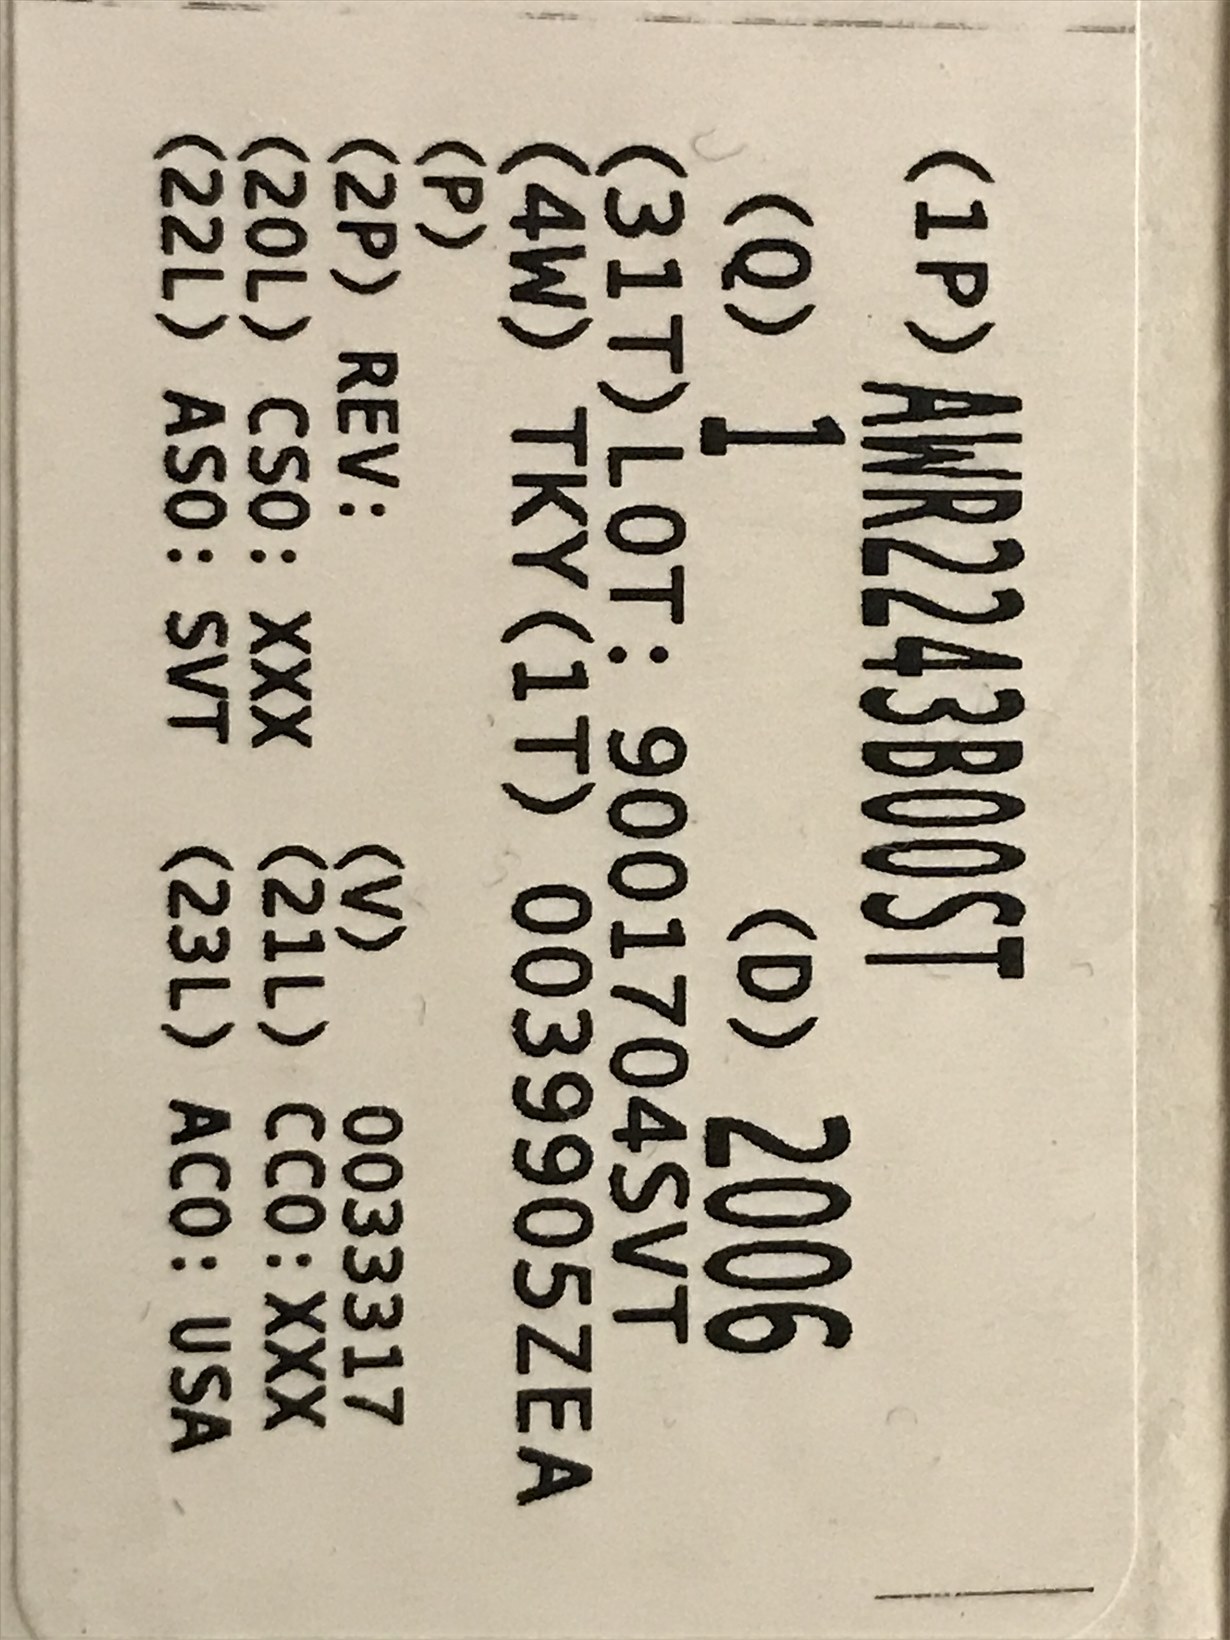 (1P) AWR2243BOOST
(Q) 1 (D) 2006
(31T)LOT: 9001704SVT
(4W) TKY(1T) 0039905ZEA
(P)
(2P) REV: (V) 0033317
(20L) CSO: XXX (21L) CCO:XXX
(22L) ASO: SVT (23L) ACO: USA